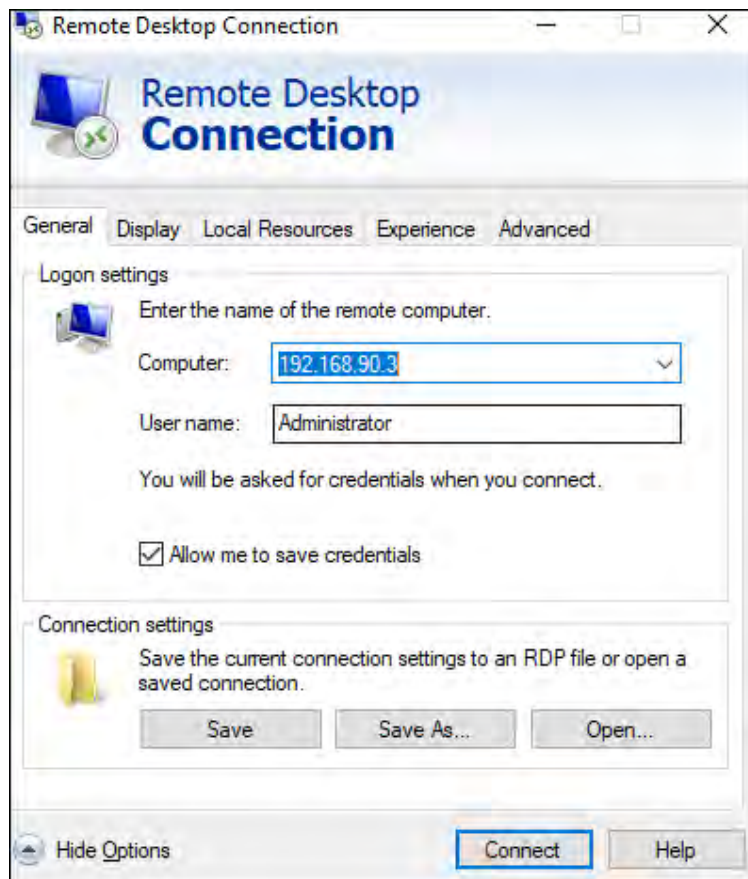 Remote Desktop Connection
Remote Desktop
Connection
General Display Local Resources Experience Advanced
Logon settings
Enter the name of the remote computer.
Computer: 192.168.90.3
User name: Administrator
You will be asked for credentials when you connect.
Allow me to save credentials
Connection settings
Save the current connection settings to an RDP file or open a
saved connection.
Save Save As... Open...
Hide Options Connect Help